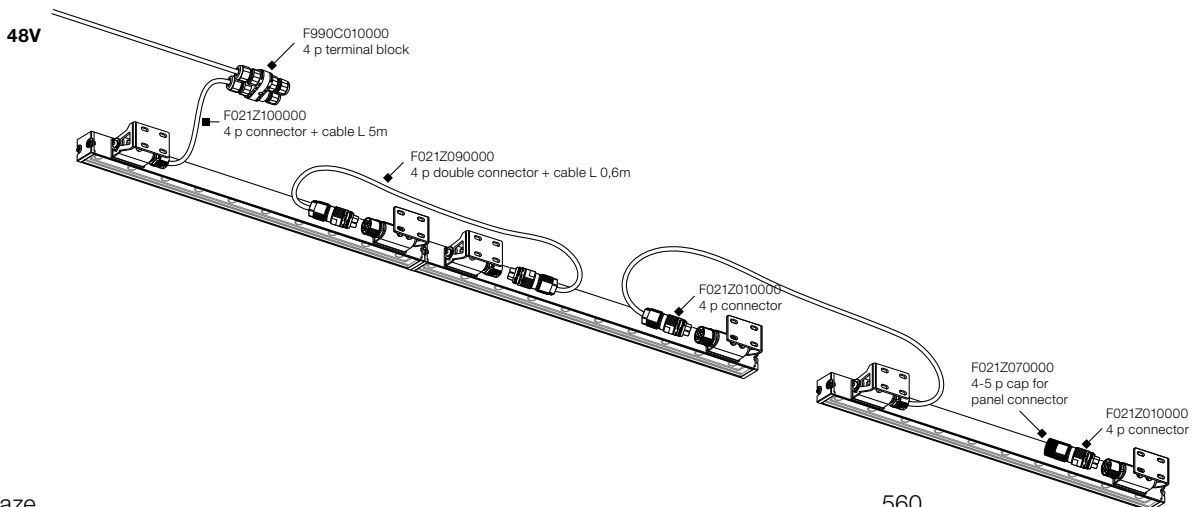 48V
F990C010000
4 p terminal block
F021Z100000
4 p connector + cable L 5m
F021Z090000
4 p double connector + cable L 0,6m
F021Z010000
4 p connector
F021Z070000
4-5 p cap for
panel connector
F021Z010000
4 p connector